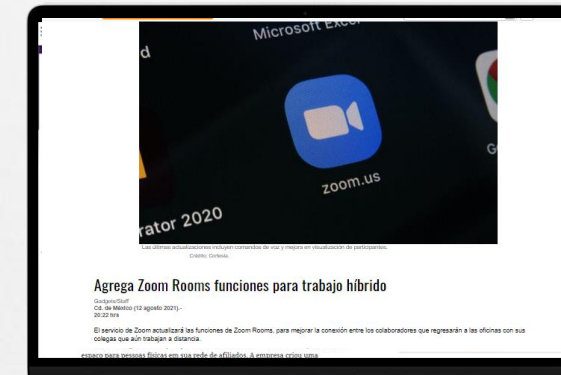 Microsoft Excel
d
zoom.us
G
rator 2020
Las últimas actualizaciones incluyen comandos de voz y mejora en visualización de participantes.
Crédito: Cortesía.
Agrega Zoom Rooms funciones para trabajo híbrido
Gadgets/Staff
Cd. de México (12 agosto 2021).-
20:22 hrs
El servicio de Zoom actualizará las funciones de Zoom Rooms, para mejorar la conexión entre los colaboradores que regresarán a las oficinas con sus
colegas que aún trabajan a distancia.
espaço para pessoas físicas em sua rede de afiliados. A empresa criou uma